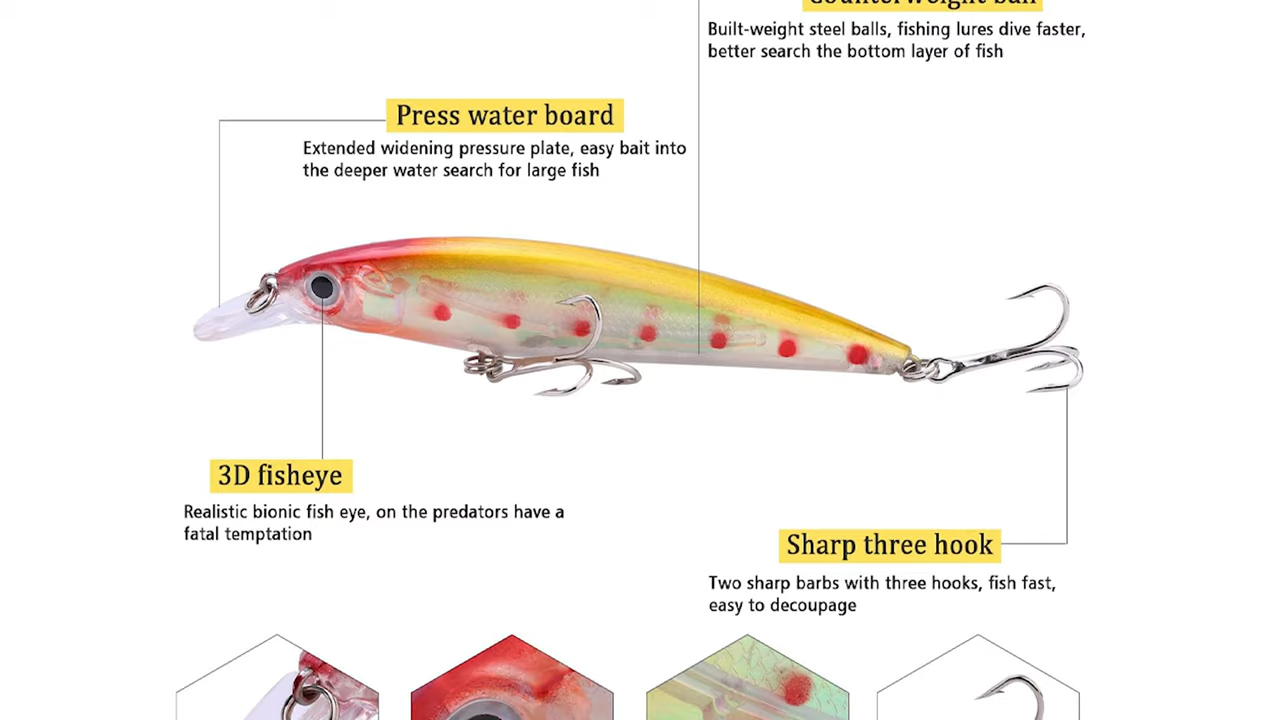 Counterweight ball
Built-weight steel balls, fishing lures dive faster,
better search the bottom layer of fish
Press water board
Extended widening pressure plate, easy bait into
the deeper water search for large fish
3D fisheye
Realistic bionic fish eye, on the predators have a
fatal temptation
Sharp three hook
Two sharp barbs with three hooks, fish fast,
easy to decoupage